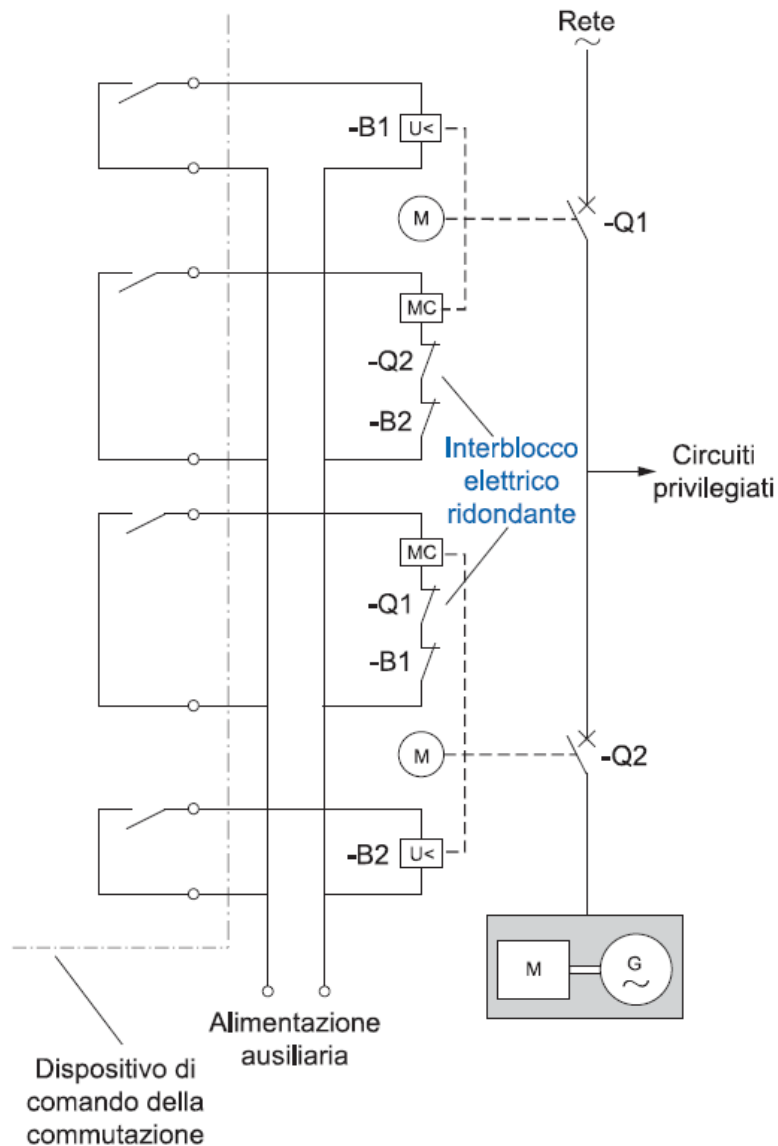 Rete
~
-B1
U<
M
-Q1
MC
-Q2
-B2
Interblocco
elettrico
ridondante
Circuiti
privilegiati
MC
-Q1
-B1
M
-Q2
-B2
U<
M
G
~
Alimentazione
ausiliaria
Dispositivo di
comando della
commutazione